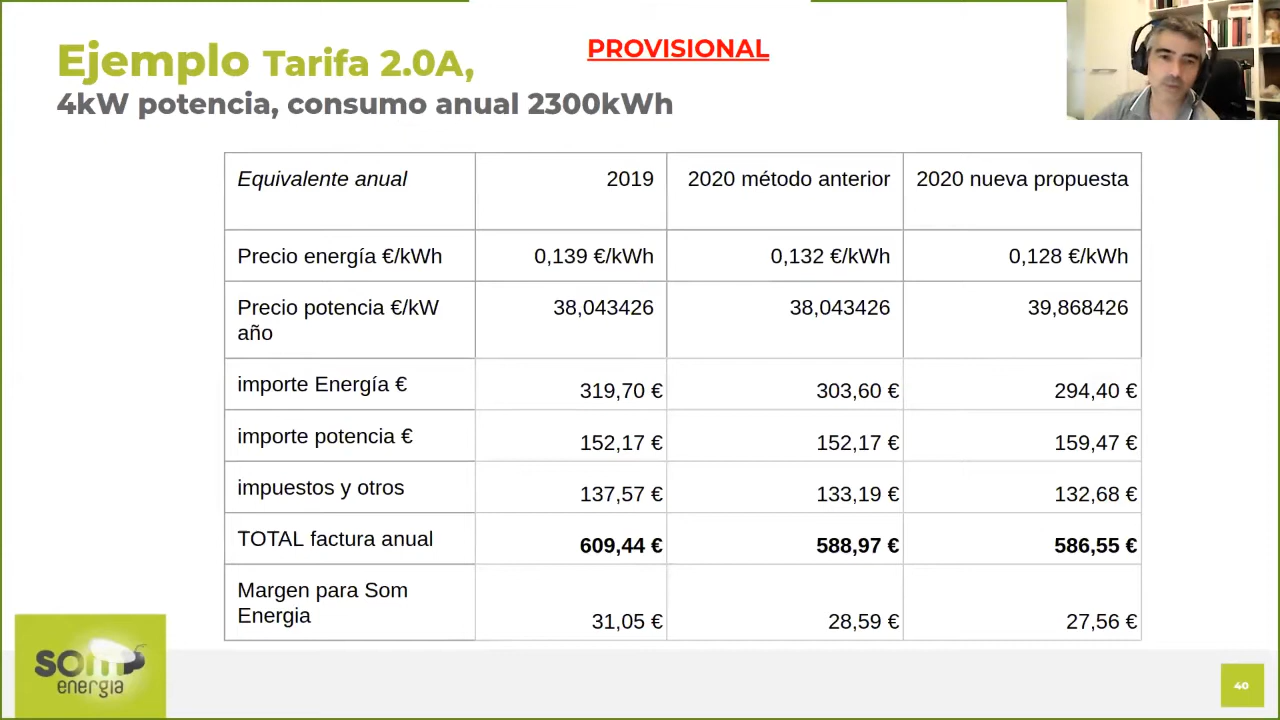 PROVISIONAL
Ejemplo Tarifa 2.0A,
4kW potencia, consumo anual 2300kWh
Equivalente anual 2019 2020 método anterior 2020 nueva propuesta
Precio energía €/kWh 0,139 €/kWh 0,132 €/kWh 0,128 €/kWh
Precio potencia €/kW 38,043426 38,043426 39,868426
año
importe Energía € 319,70 € 303,60 € 294,40 €
importe potencia € 152,17 € 152,17 € 159,47 €
impuestos y otros 137,57 € 133,19 € 132,68 €
TOTAL factura anual 609,44 € 588,97 € 586,55 €
Margen para Som
Energia 31,05 € 28,59 € 27,56 €
som
energia
40